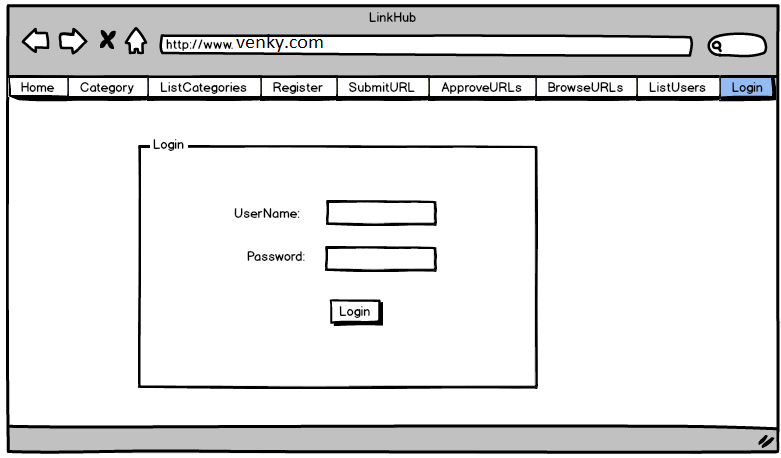 LinkHub
http://www.venky.com
Home Category ListCategories Register SubmitURL ApproveURLs BrowseURLs ListUsers Login
Login
UserName:
Password:
Login